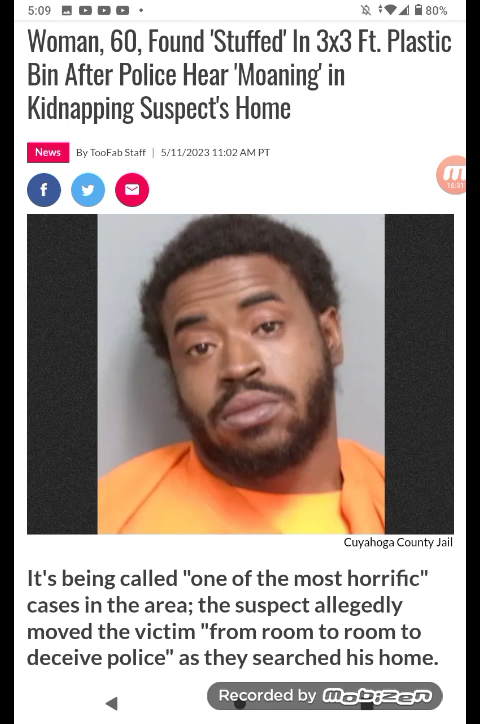 5:09
80%
Woman, 60, Found 'Stuffed' In 3x3 Ft. Plastic
Bin After Police Hear 'Moaning' in
Kidnapping Suspect's Home
News By TooFab Staff | 5/11/2023 11:02 AM PT
f
m
16:31
Cuyahoga County Jail
It's being called "one of the most horrific"
cases in the area; the suspect allegedly
moved the victim "from room to room to
deceive police" as they searched his home.
Recorded by mobizen